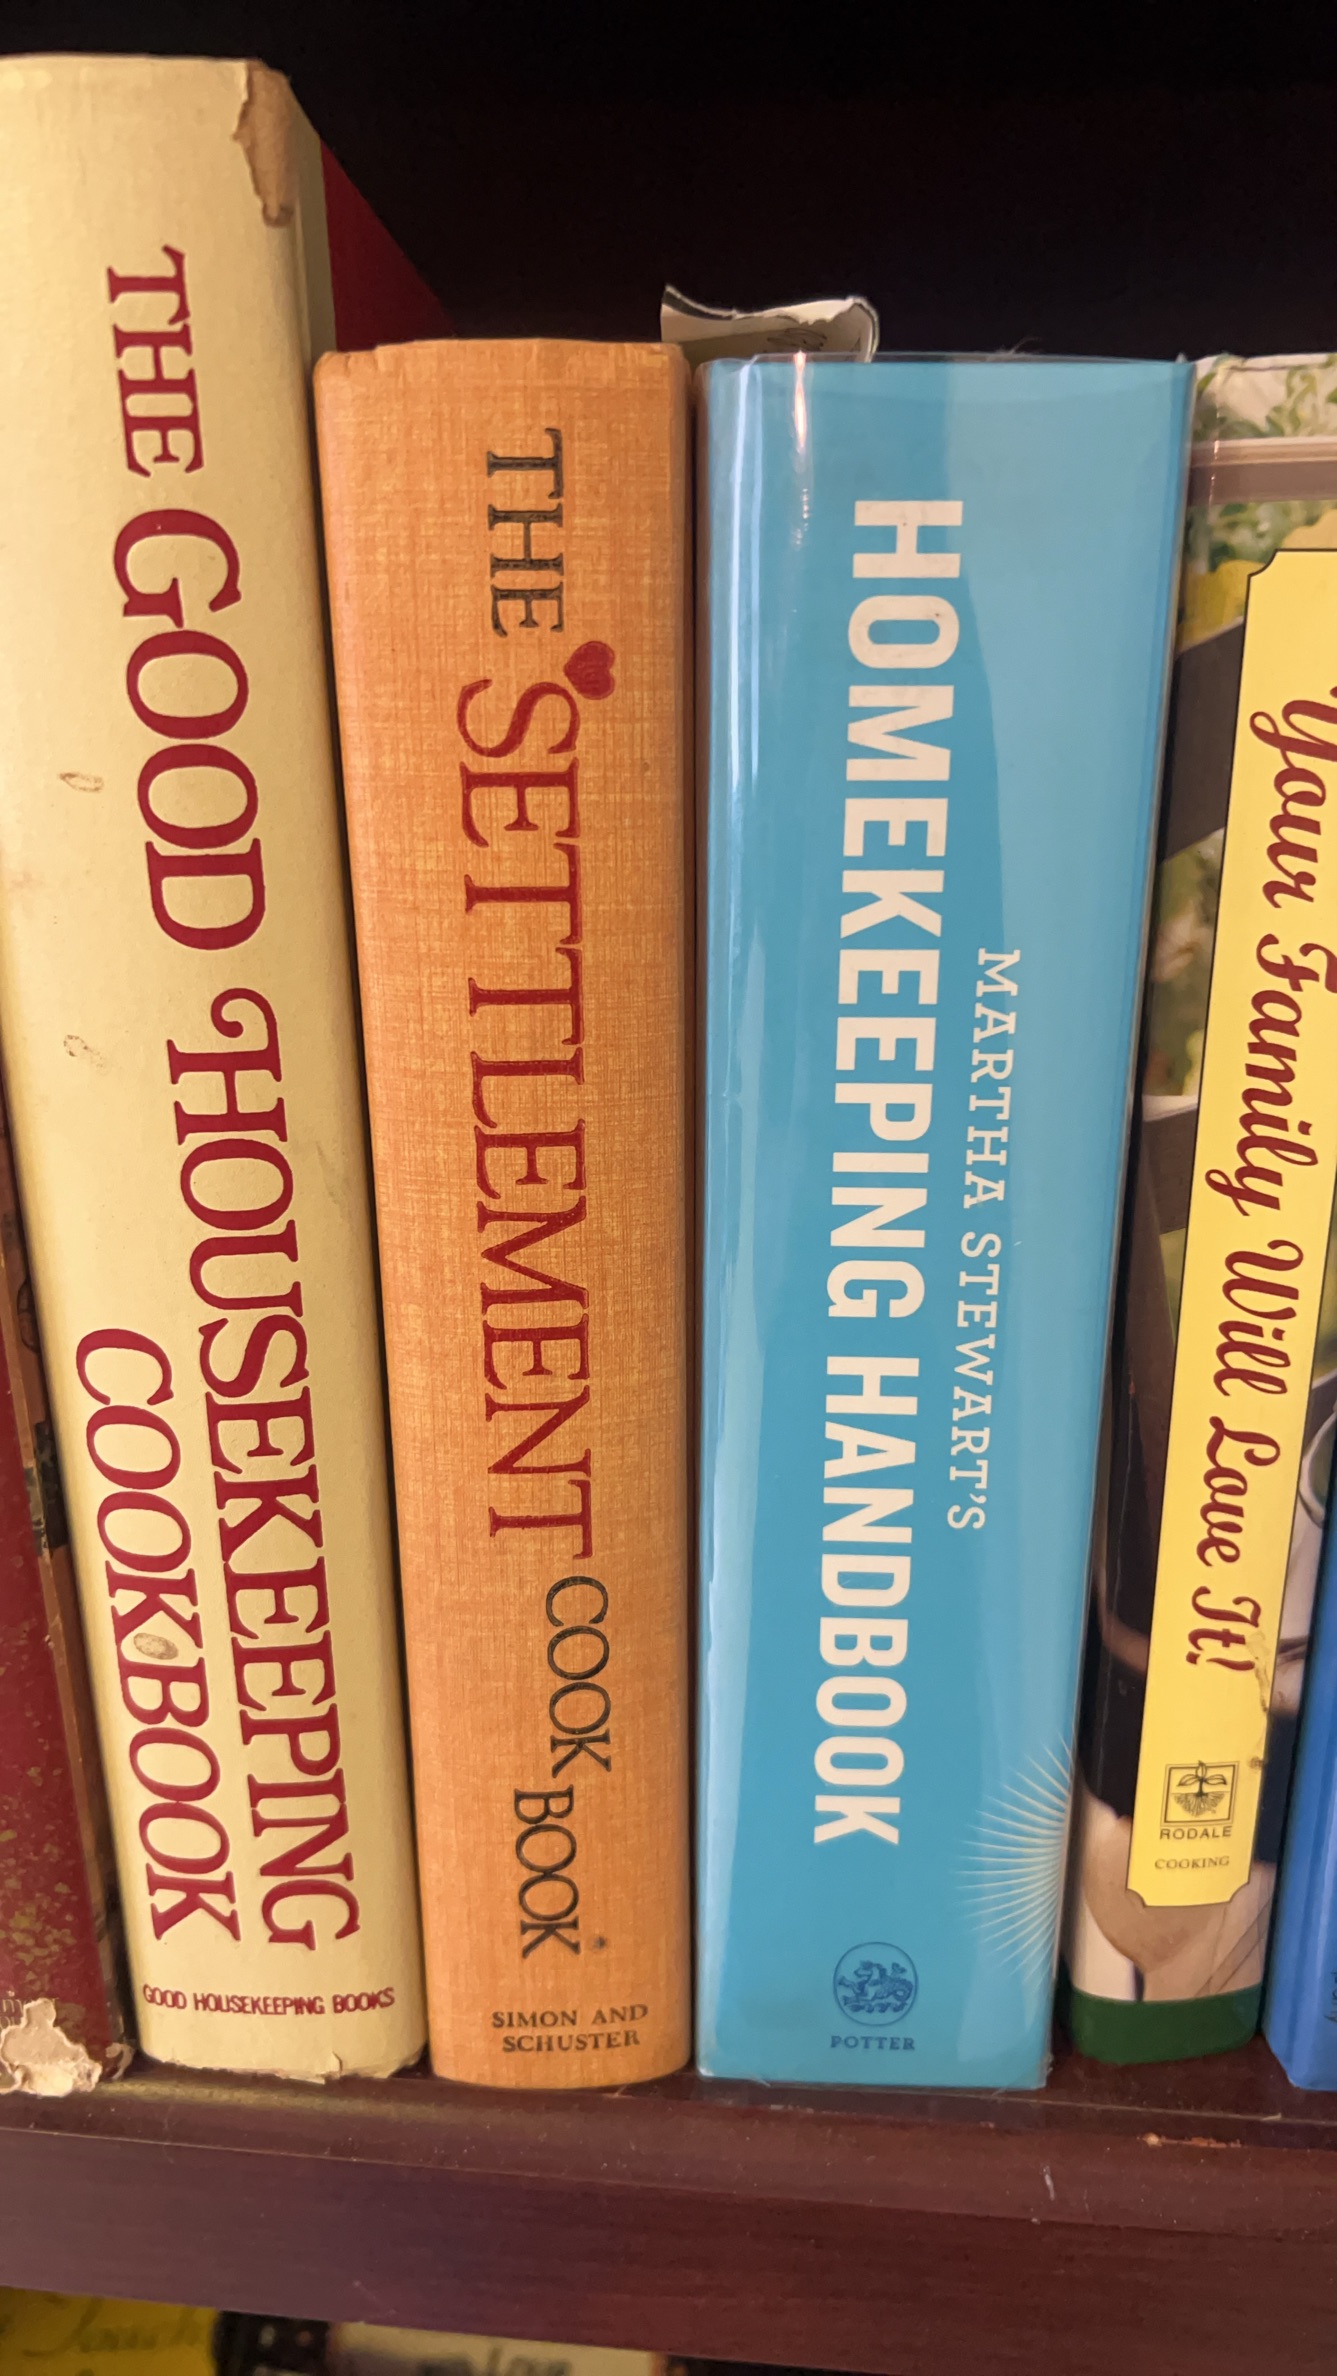 THE GOOD HOUSEKEEPING
COOKBOOK
GOOD HOUSEKEEPING BOOKS
THE SETTLEMENT COOK BOOK
SIMON AND
SCHUSTER
MARTHA STEWART'S
HOMEKEEPING HANDBOOK
POTTER
Your Family Will Love It!
RODALE
COOKING